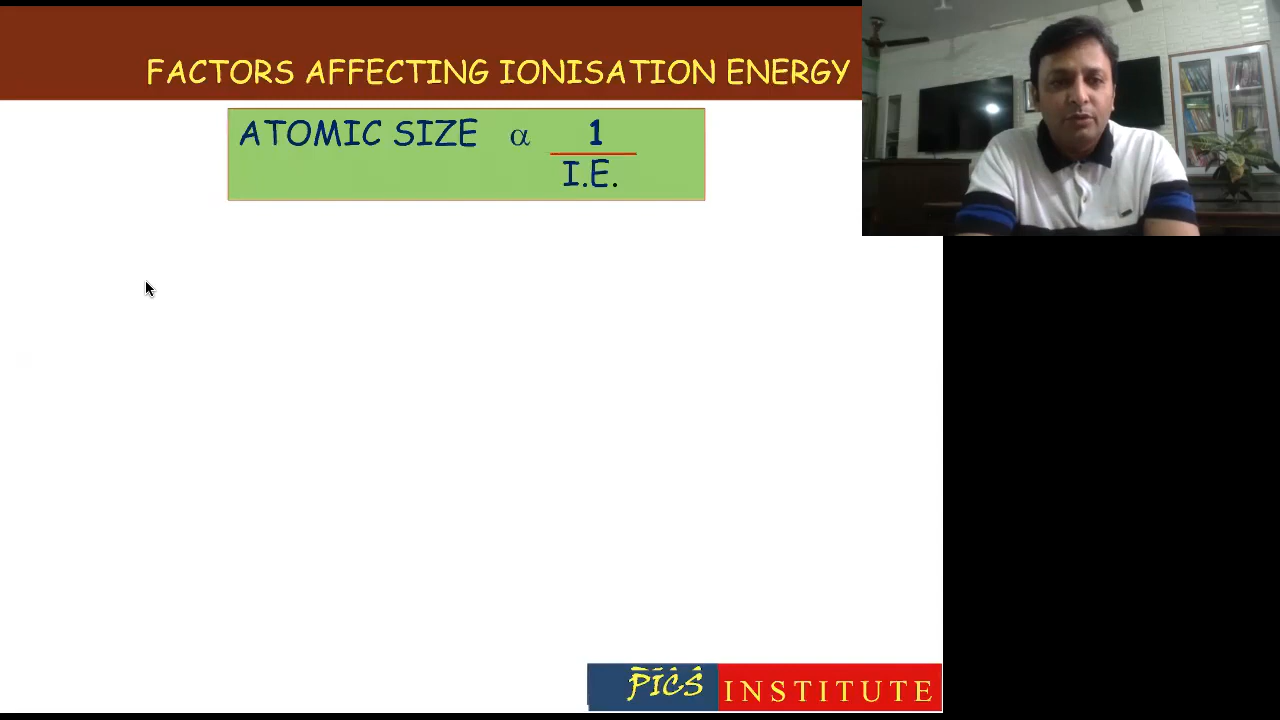 FACTORS AFFECTING IONISATION ENERGY
ATOMIC SIZE α 1
I.E.
PICS INSTITUTE